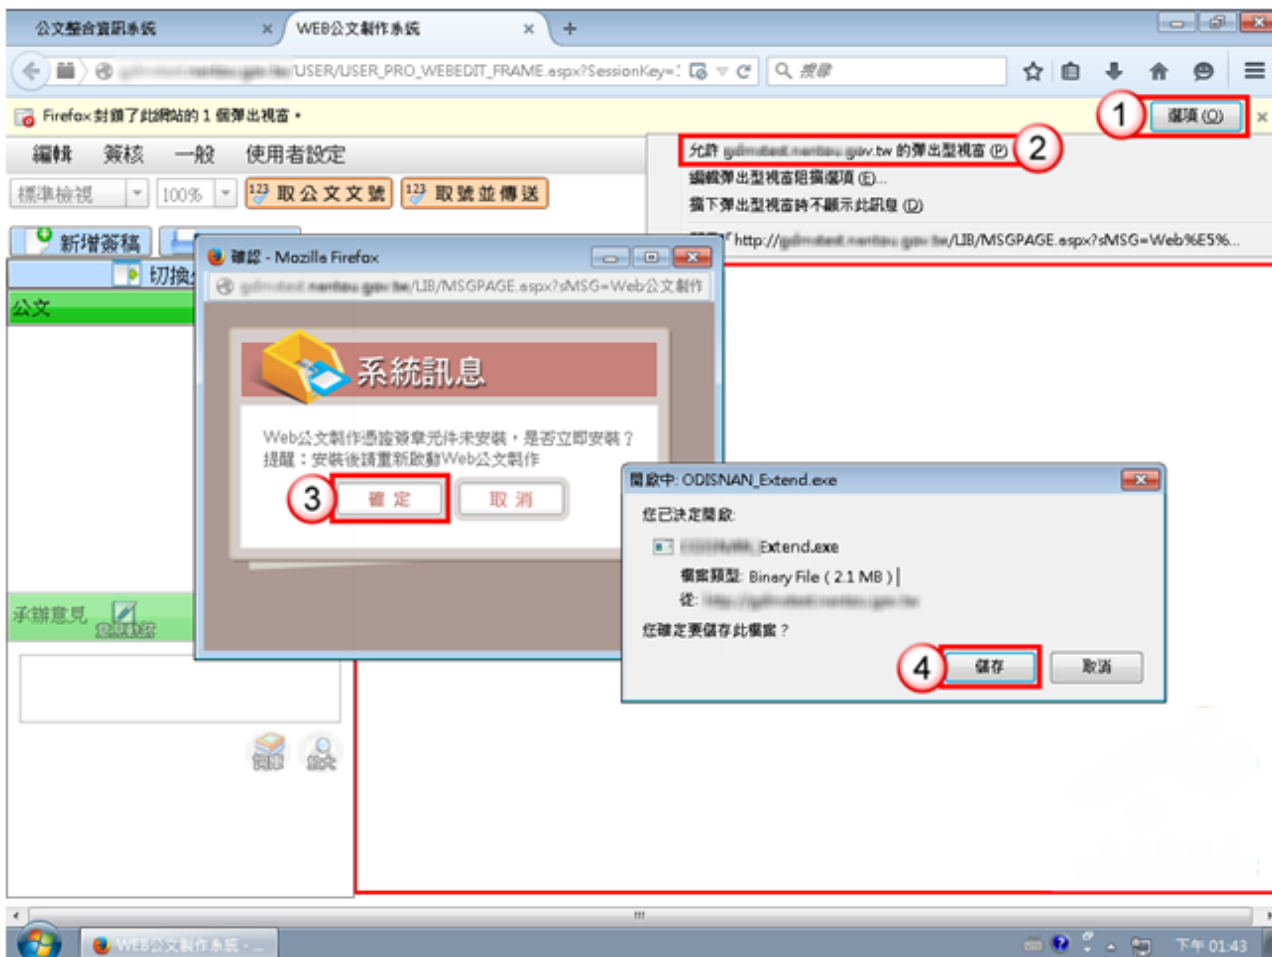 公文整合資訊系統 ×
WEB公文製作系統 × +
USER/USER_PRO_WEBEDIT_FRAME.aspx?SessionKey=
搜尋
Firefox 封鎖了此網站的 1 個彈出視窗。
1
選項(O) ×
編輯 簽核 一般 使用者設定
允許 gov.tw 的彈出型視窗(P)
2
編輯彈出型視窗阻擋選項(E)...
擋下彈出型視窗時不顯示此訊息(D)
http:// /LIB/MSGPAGE.aspx?sMSG=Web%E5%...
標準檢視 100% 123 取公文文號 123 取號並傳送
新增簽稿
切換
公文
確認 - Mozilla Firefox
/LIB/MSGPAGE.aspx?sMSG=Web公文製作
系統訊息
Web公文製作憑證簽章元件未安裝，是否立即安裝？
提醒：安裝後請重新啟動Web公文製作
3
確定 取消
開啟中: ODISNAN_Extend.exe
您已決定開啟:
_Extend.exe
檔案類型: Binary File ( 2.1 MB )
從:
您確定要儲存此檔案？
4
儲存 取消
承辦意見
詞庫
WEB公文製作系統 - ...
下午 01:43